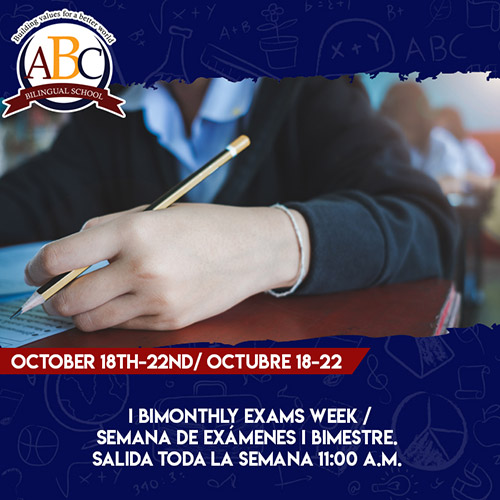 Building values for a better world
ABC
BILINGUAL SCHOOL
X+Y
ABC
OCTOBER 18TH-22ND/ OCTUBRE 18-22
I BIMONTHLY EXAMS WEEK /
SEMANA DE EXÁMENES I BIMESTRE.
SALIDA TODA LA SEMANA 11:00 A.M.